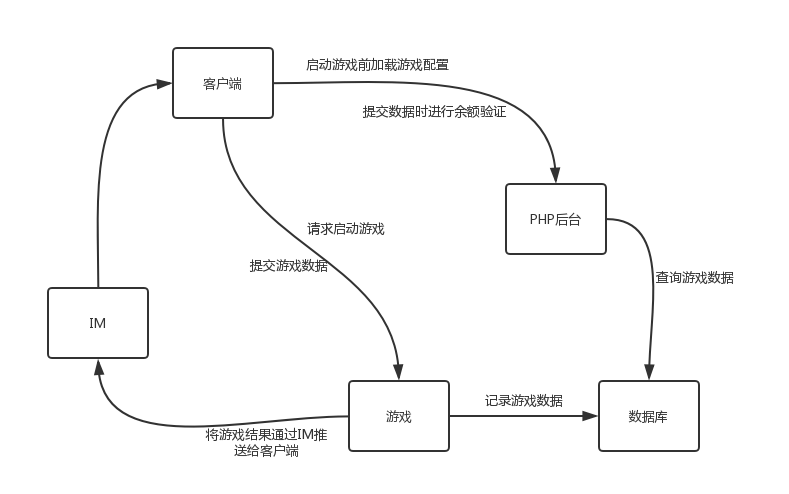 启动游戏前加载游戏配置
客户端
提交数据时进行余额验证
PHP后台
请求启动游戏
提交游戏数据
查询游戏数据
IM
记录游戏数据
游戏
数据库
将游戏结果通过IM推
送给客户端